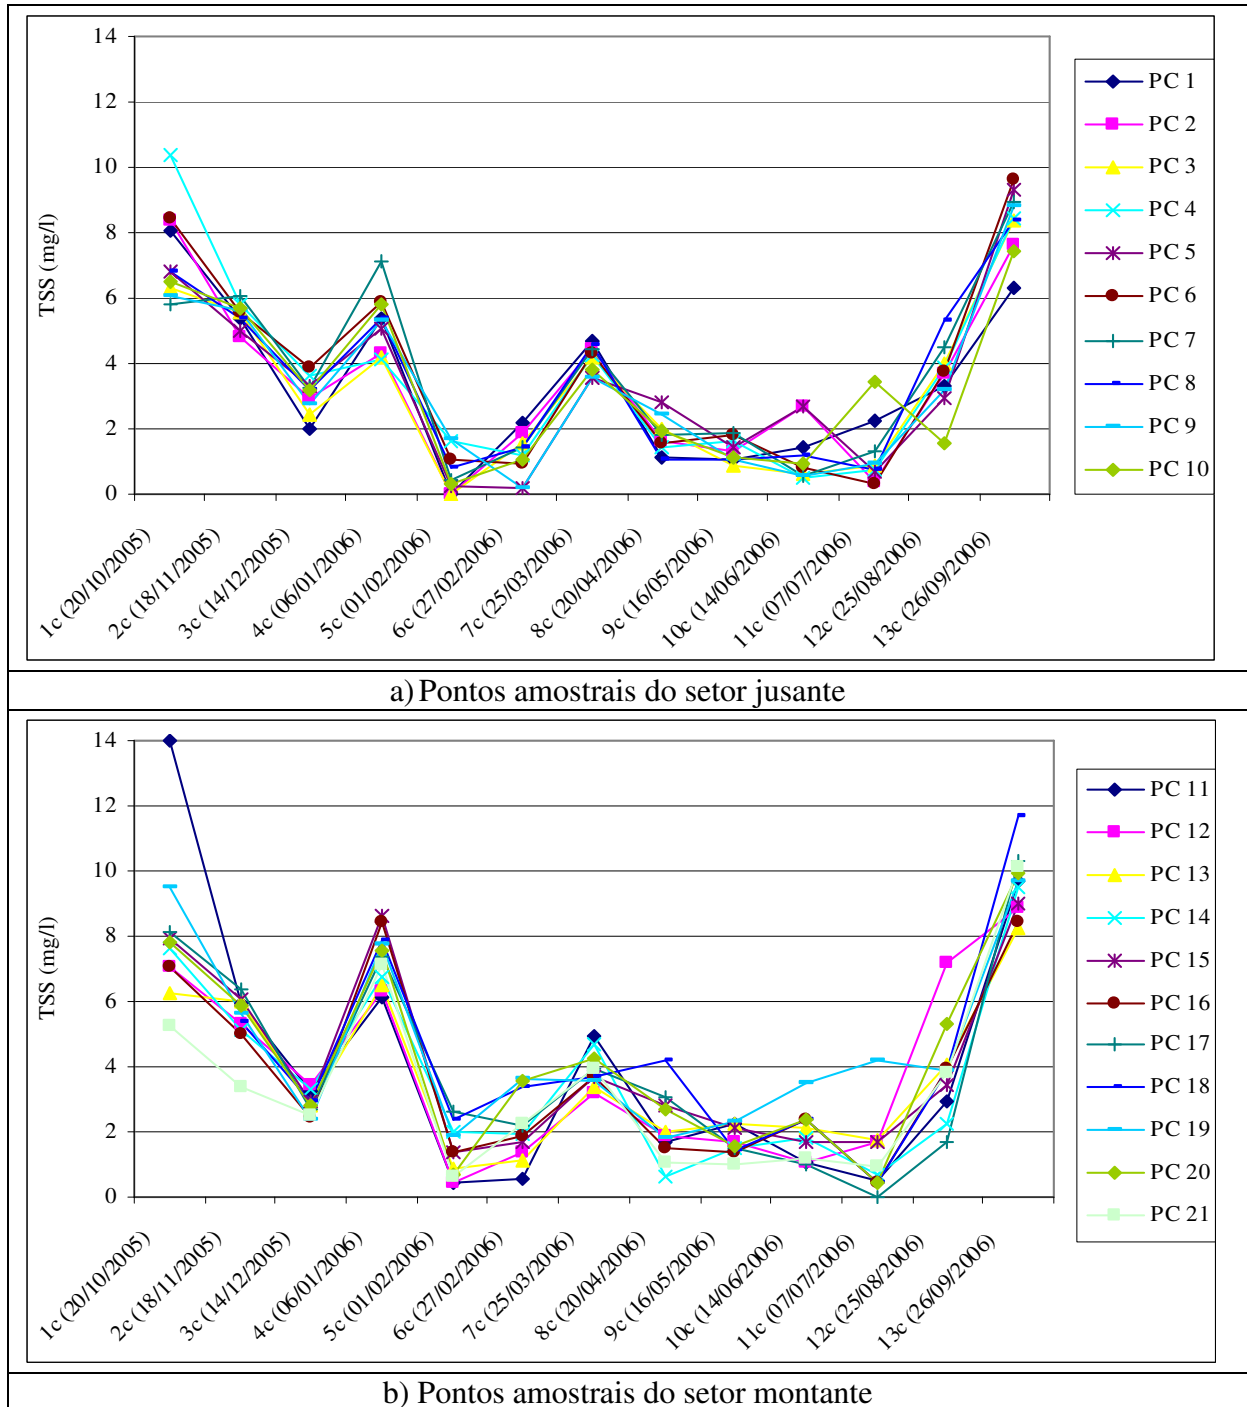 14
12
10
8
6
4
2
0
TSS (mg/l)
1c (20/10/2005)
2c (18/11/2005)
3c (14/12/2005)
4c (06/01/2006)
5c (01/02/2006)
6c (27/02/2006)
7c (25/03/2006)
8c (20/04/2006)
9c (16/05/2006)
10c (14/06/2006)
11c (07/07/2006)
12c (25/08/2006)
13c (26/09/2006)
PC 1
PC 2
PC 3
PC 4
PC 5
PC 6
PC 7
PC 8
PC 9
PC 10
a) Pontos amostrais do setor jusante
14
12
10
8
6
4
2
0
TSS (mg/l)
1c (20/10/2005)
2c (18/11/2005)
3c (14/12/2005)
4c (06/01/2006)
5c (01/02/2006)
6c (27/02/2006)
7c (25/03/2006)
8c (20/04/2006)
9c (16/05/2006)
10c (14/06/2006)
11c (07/07/2006)
12c (25/08/2006)
13c (26/09/2006)
PC 11
PC 12
PC 13
PC 14
PC 15
PC 16
PC 17
PC 18
PC 19
PC 20
PC 21
b) Pontos amostrais do setor montante